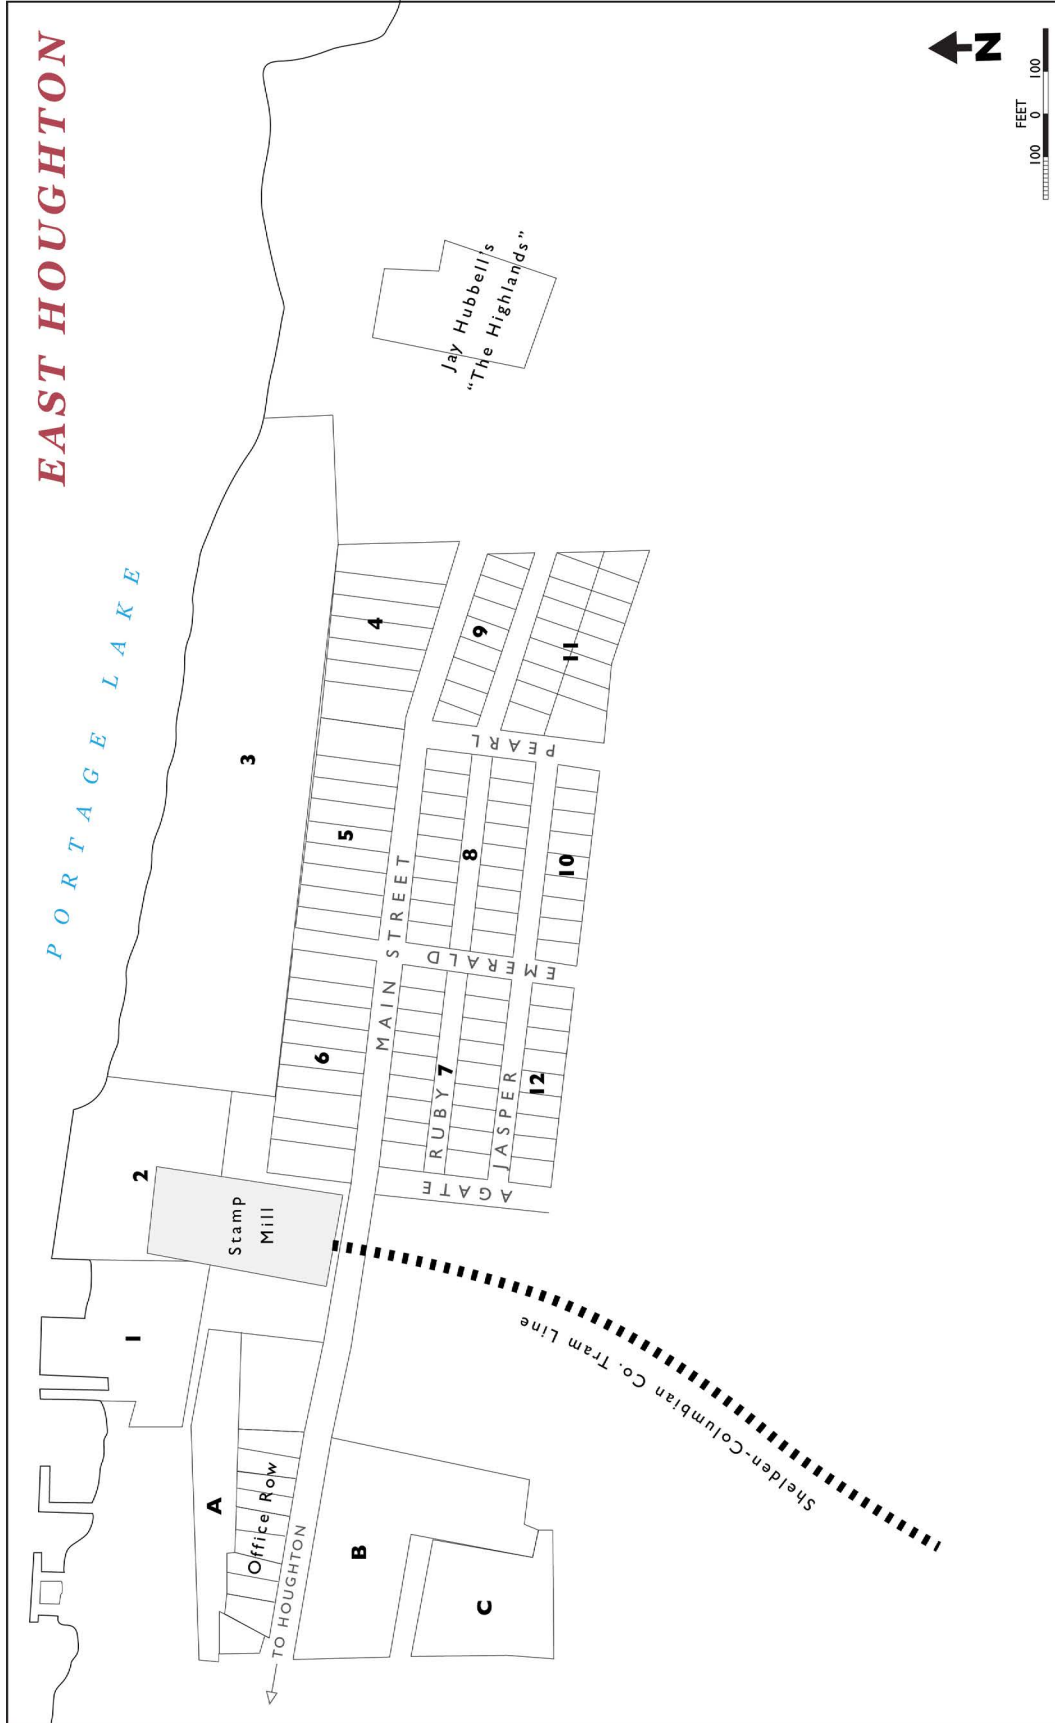 EAST HOUGHTON
PORTAGE LAKE
N
FEET
100 0 100
Jay Hubbell's
“The Highlands”
3
4
5
6
9
11
8
10
7
12
PEARL
EMERALD
AGATE
MAIN STREET
RUBY
JASPER
2
Stamp
Mill
1
A
Office Row
B
C
TO HOUGHTON
Shelden-Columbian Co. Tram Line